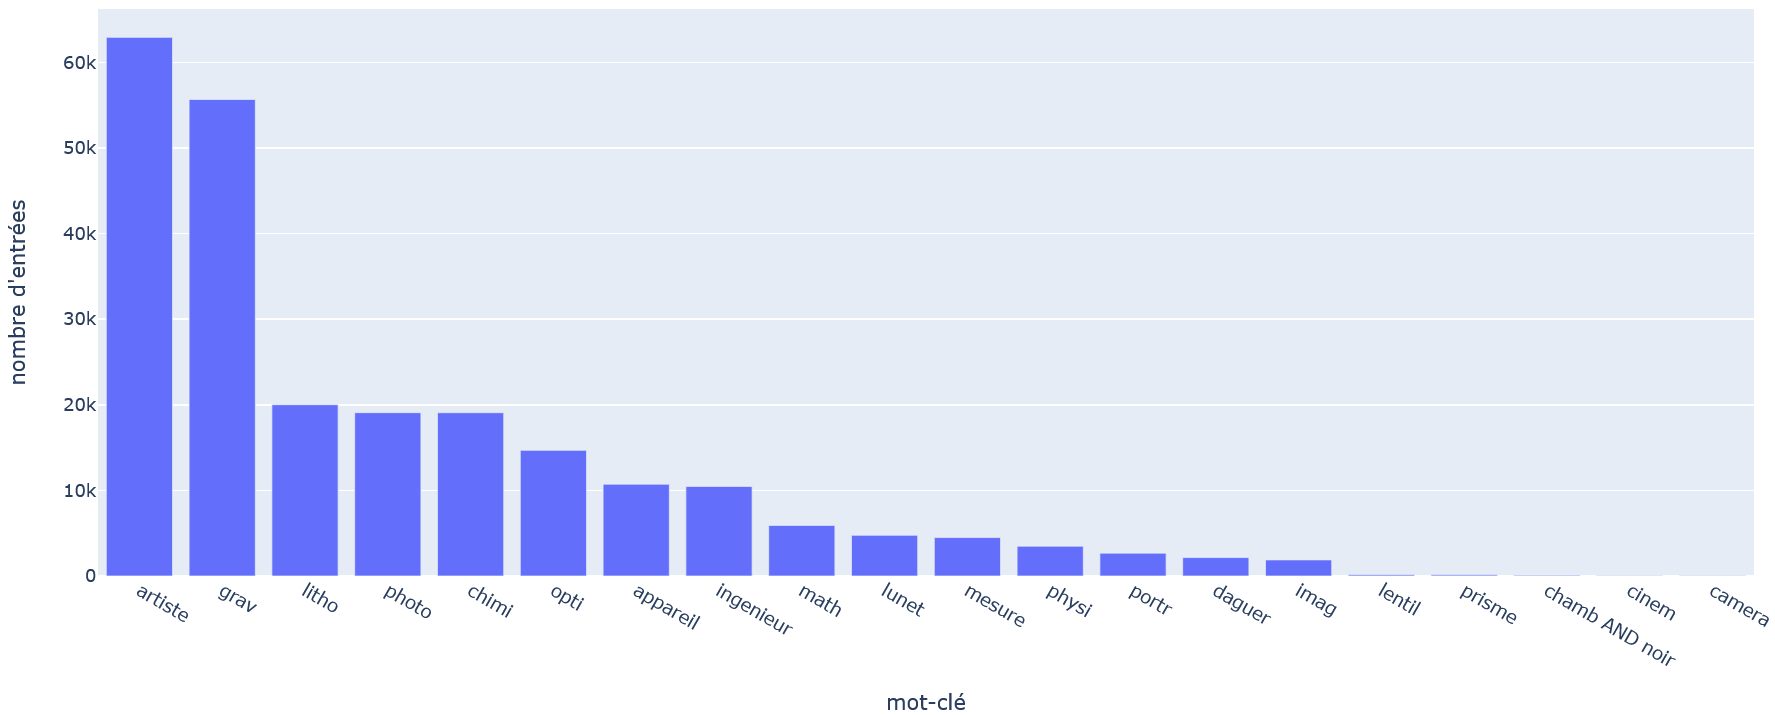 nombre d'entrées
60k
50k
40k
30k
20k
10k
0
artiste
grav
litho
photo
chimi
opti
appareil
ingenieur
math
lunet
mesure
physi
portr
daguer
imag
lentil
prisme
chamb AND noir
cinem
camera
mot-clé